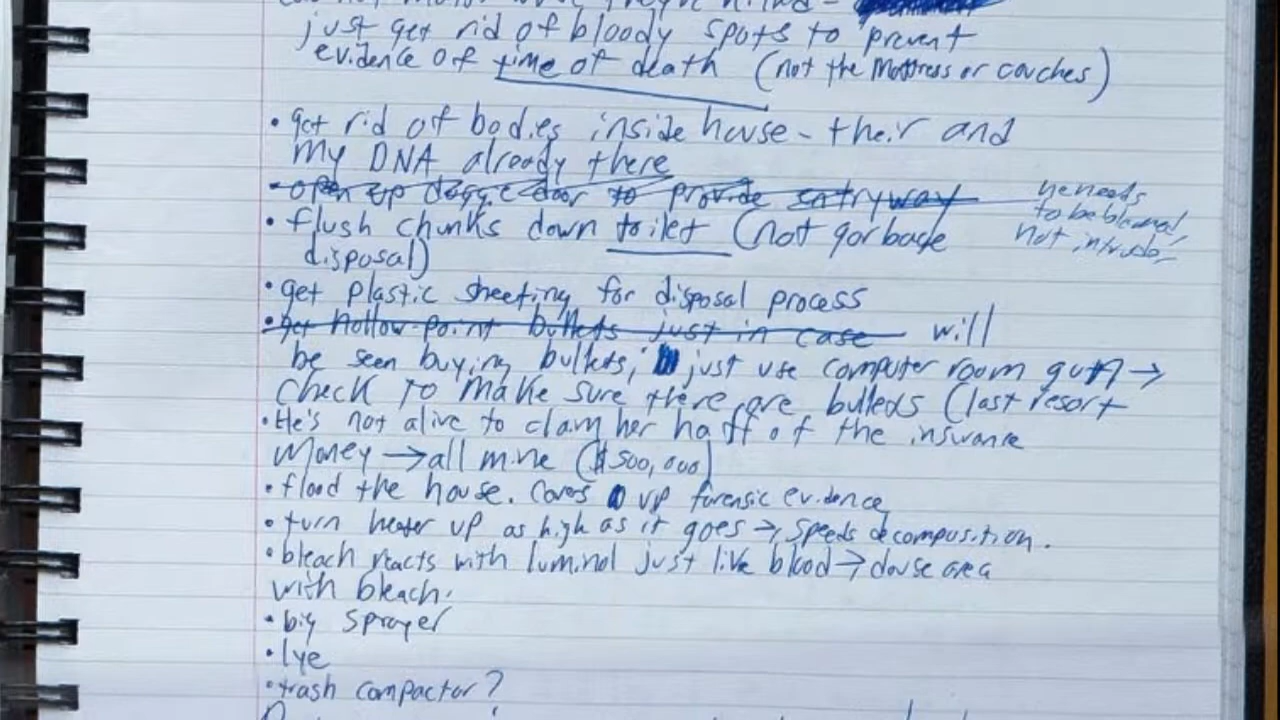 just get rid of bloody spots to prevent
evidence of time of death (not the mattress or couches)
• get rid of bodies inside house - their and
my DNA already there
• open up doggie door to provide entryway
he needs
to be blamed,
not intruder
• flush chunks down toilet (not garbage
disposal)
• get plastic sheeting for disposal process
• get hollow-point bullets just in case will
be seen buying bullets; just use computer room gun →
check to make sure there are bullets (last resort
• He's not alive to claim her half of the insurance
money → all mine ($500,000)
• flood the house. covers up forensic evidence
• turn heater up as high as it goes → speeds decomposition.
• bleach reacts with luminol just like blood → douse area
with bleach.
• big sprayer
• lye
• trash compactor?